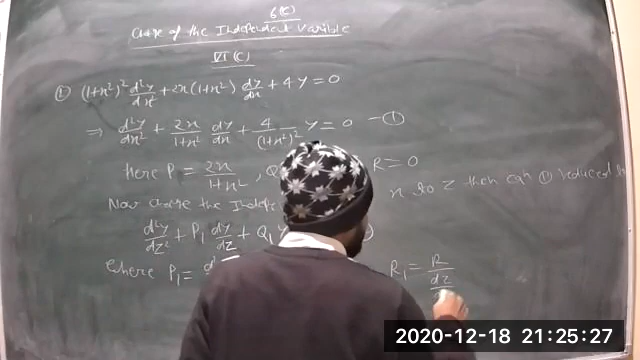 6(C)
Change of the Independent Variable
VI (C)
① (1+x²)² d²y/dx² + 2x(1+x²) dy/dx + 4y = 0
⇒ d²y/dx² + 2x/(1+x²) dy/dx + 4/(1+x²)² y = 0 —①
Here P = 2x/(1+x²), Q R = 0
Now change the Indepe x to z then eqn ① reduced
d²y/dz² + P₁ dy/dz + Q₁
where P₁ = R₁ = R/dz
2020-12-18 21:25:27